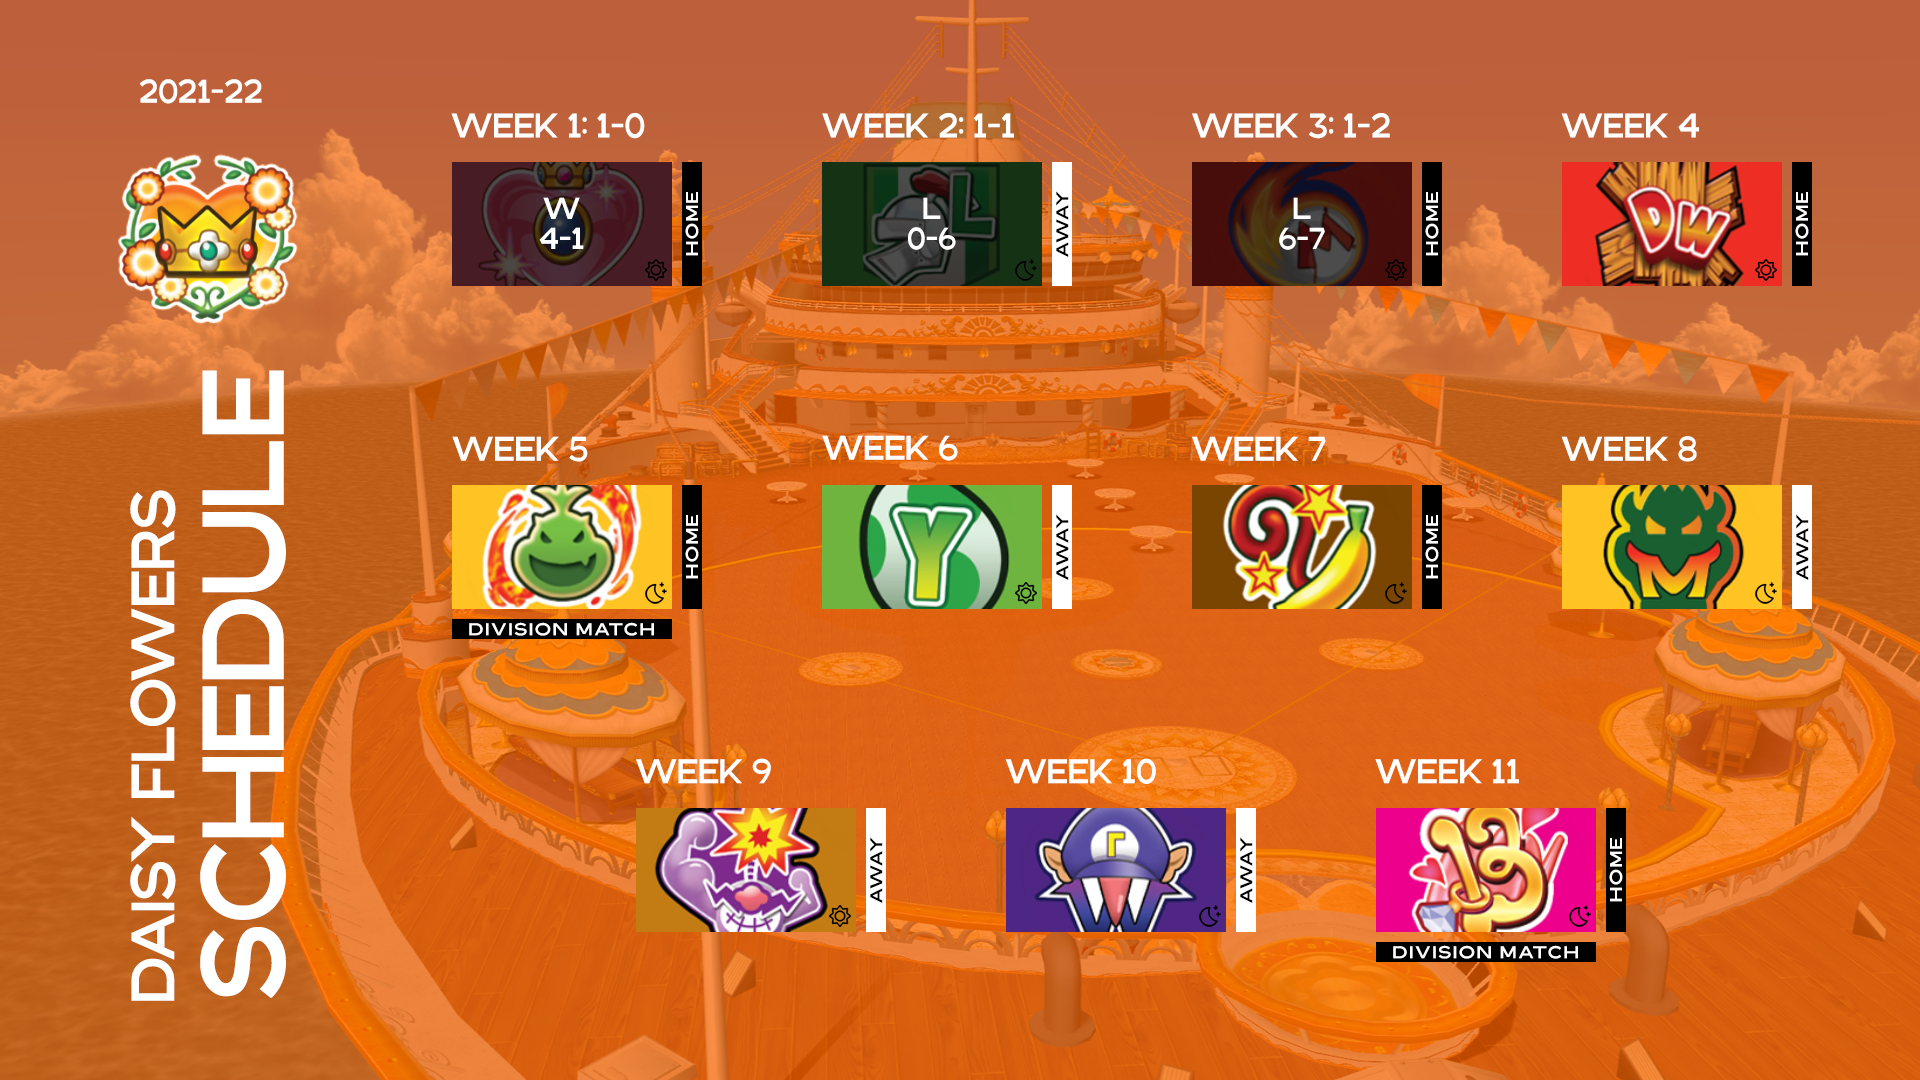 2021-22
DAISY FLOWERS
SCHEDULE
WEEK 1: 1-0
W
4-1
HOME
WEEK 2: 1-1
L
L
0-6
AWAY
WEEK 3: 1-2
L
6-7
HOME
WEEK 4
DW
HOME
WEEK 5
HOME
DIVISION MATCH
WEEK 6
Y
AWAY
WEEK 7
HOME
WEEK 8
M
AWAY
WEEK 9
AWAY
WEEK 10
Γ
W
AWAY
WEEK 11
B
HOME
DIVISION MATCH